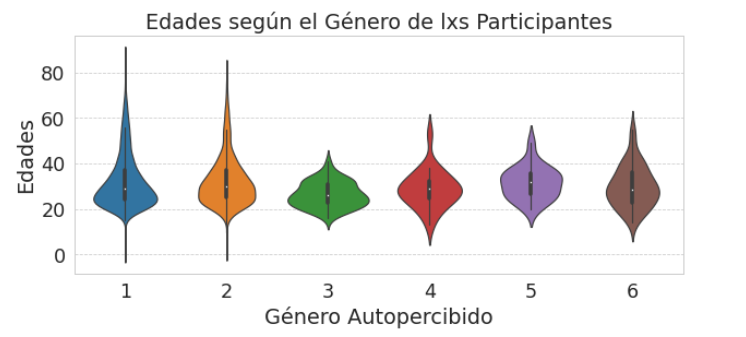 Edades según el Género de lxs Participantes
Edades
80
60
40
20
0
1 2 3 4 5 6
Género Autopercibido